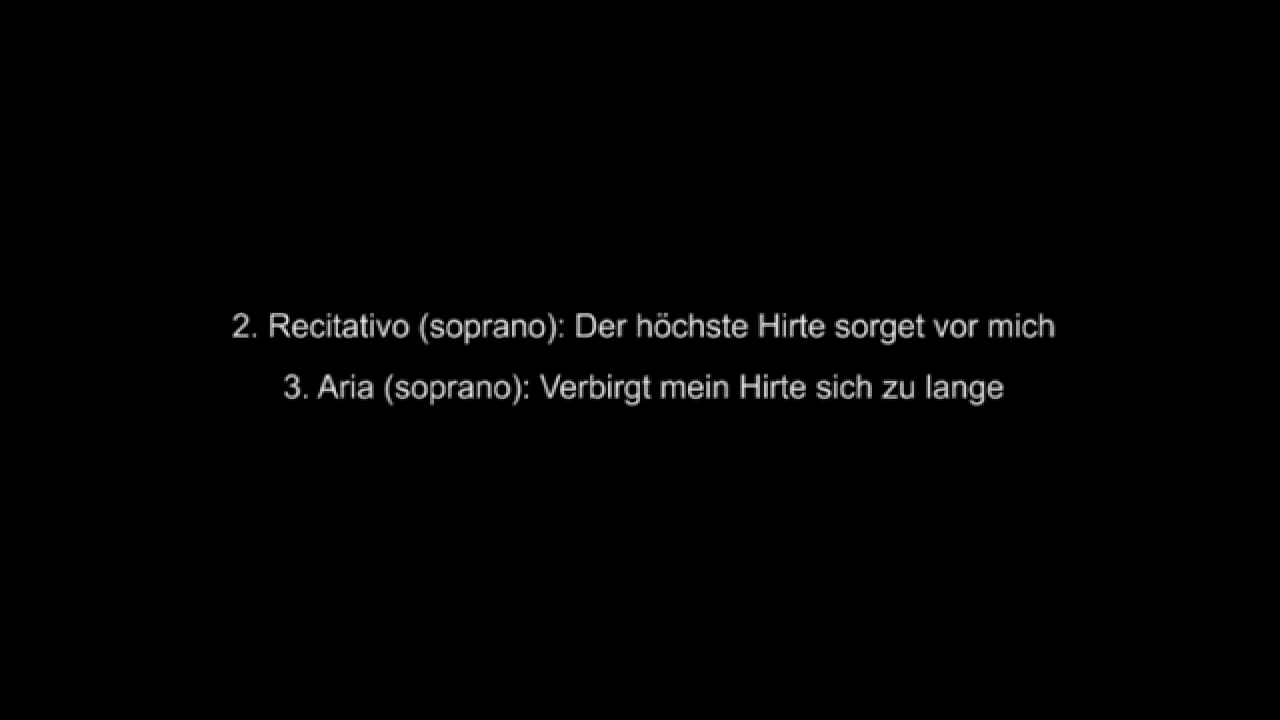 2. Recitativo (soprano): Der höchste Hirte sorget vor mich
3. Aria (soprano): Verbirgt mein Hirte sich zu lange